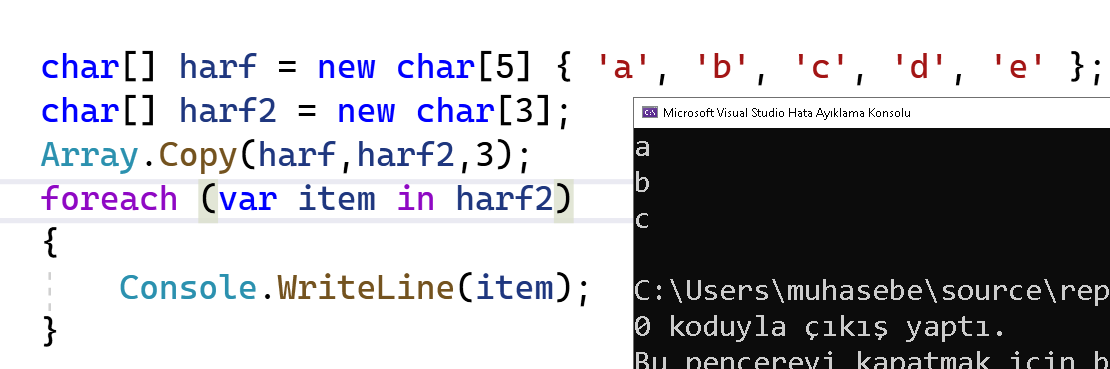 char[] harf = new char[5] { 'a', 'b', 'c', 'd', 'e' };
char[] harf2 = new char[3];
Array.Copy(harf,harf2,3);
foreach (var item in harf2)
{
Console.WriteLine(item);
}
Microsoft Visual Studio Hata Ayıklama Konsolu
a
b
c
C:\Users\muhasebe\source\rep
0 koduyla çıkış yaptı.
Bu pencereyi kapatmak için b